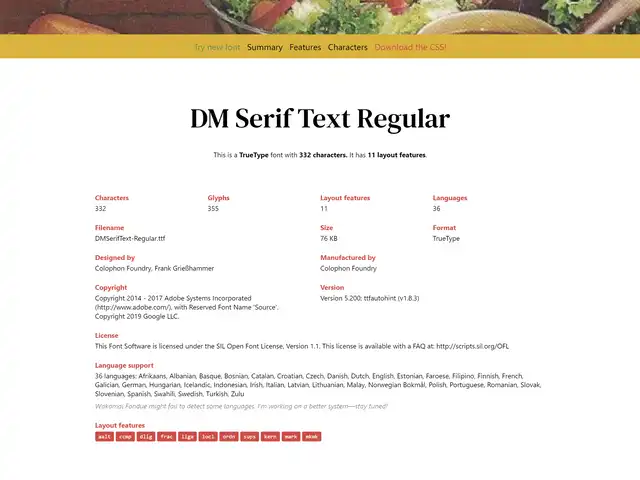 Try new font Summary Features Characters Download the CSS!
DM Serif Text Regular
This is a TrueType font with 332 characters. It has 11 layout features.
Characters Glyphs Layout features Languages
332 355 11 36
Filename Size Format
DMSerifText-Regular.ttf 76 KB TrueType
Designed by Manufactured by
Colophon Foundry, Frank Grießhammer Colophon Foundry
Copyright Version
Copyright 2014 - 2017 Adobe Systems Incorporated Version 5.200; ttfautohint (v1.8.3)
(http://www.adobe.com/), with Reserved Font Name 'Source'.
Copyright 2019 Google LLC.
License
This Font Software is licensed under the SIL Open Font License, Version 1.1. This license is available with a FAQ at: http://scripts.sil.org/OFL
Language support
36 languages: Afrikaans, Albanian, Basque, Bosnian, Catalan, Croatian, Czech, Danish, Dutch, English, Estonian, Faroese, Filipino, Finnish, French,
Galician, German, Hungarian, Icelandic, Indonesian, Irish, Italian, Latvian, Lithuanian, Malay, Norwegian Bokmål, Polish, Portuguese, Romanian, Slovak,
Slovenian, Spanish, Swahili, Swedish, Turkish, Zulu
Wakamai Fondue might fail to detect some languages. I'm working on a better system—stay tuned!
Layout features
aalt ccmp dlig frac liga locl ordn sups kern mark mkmk